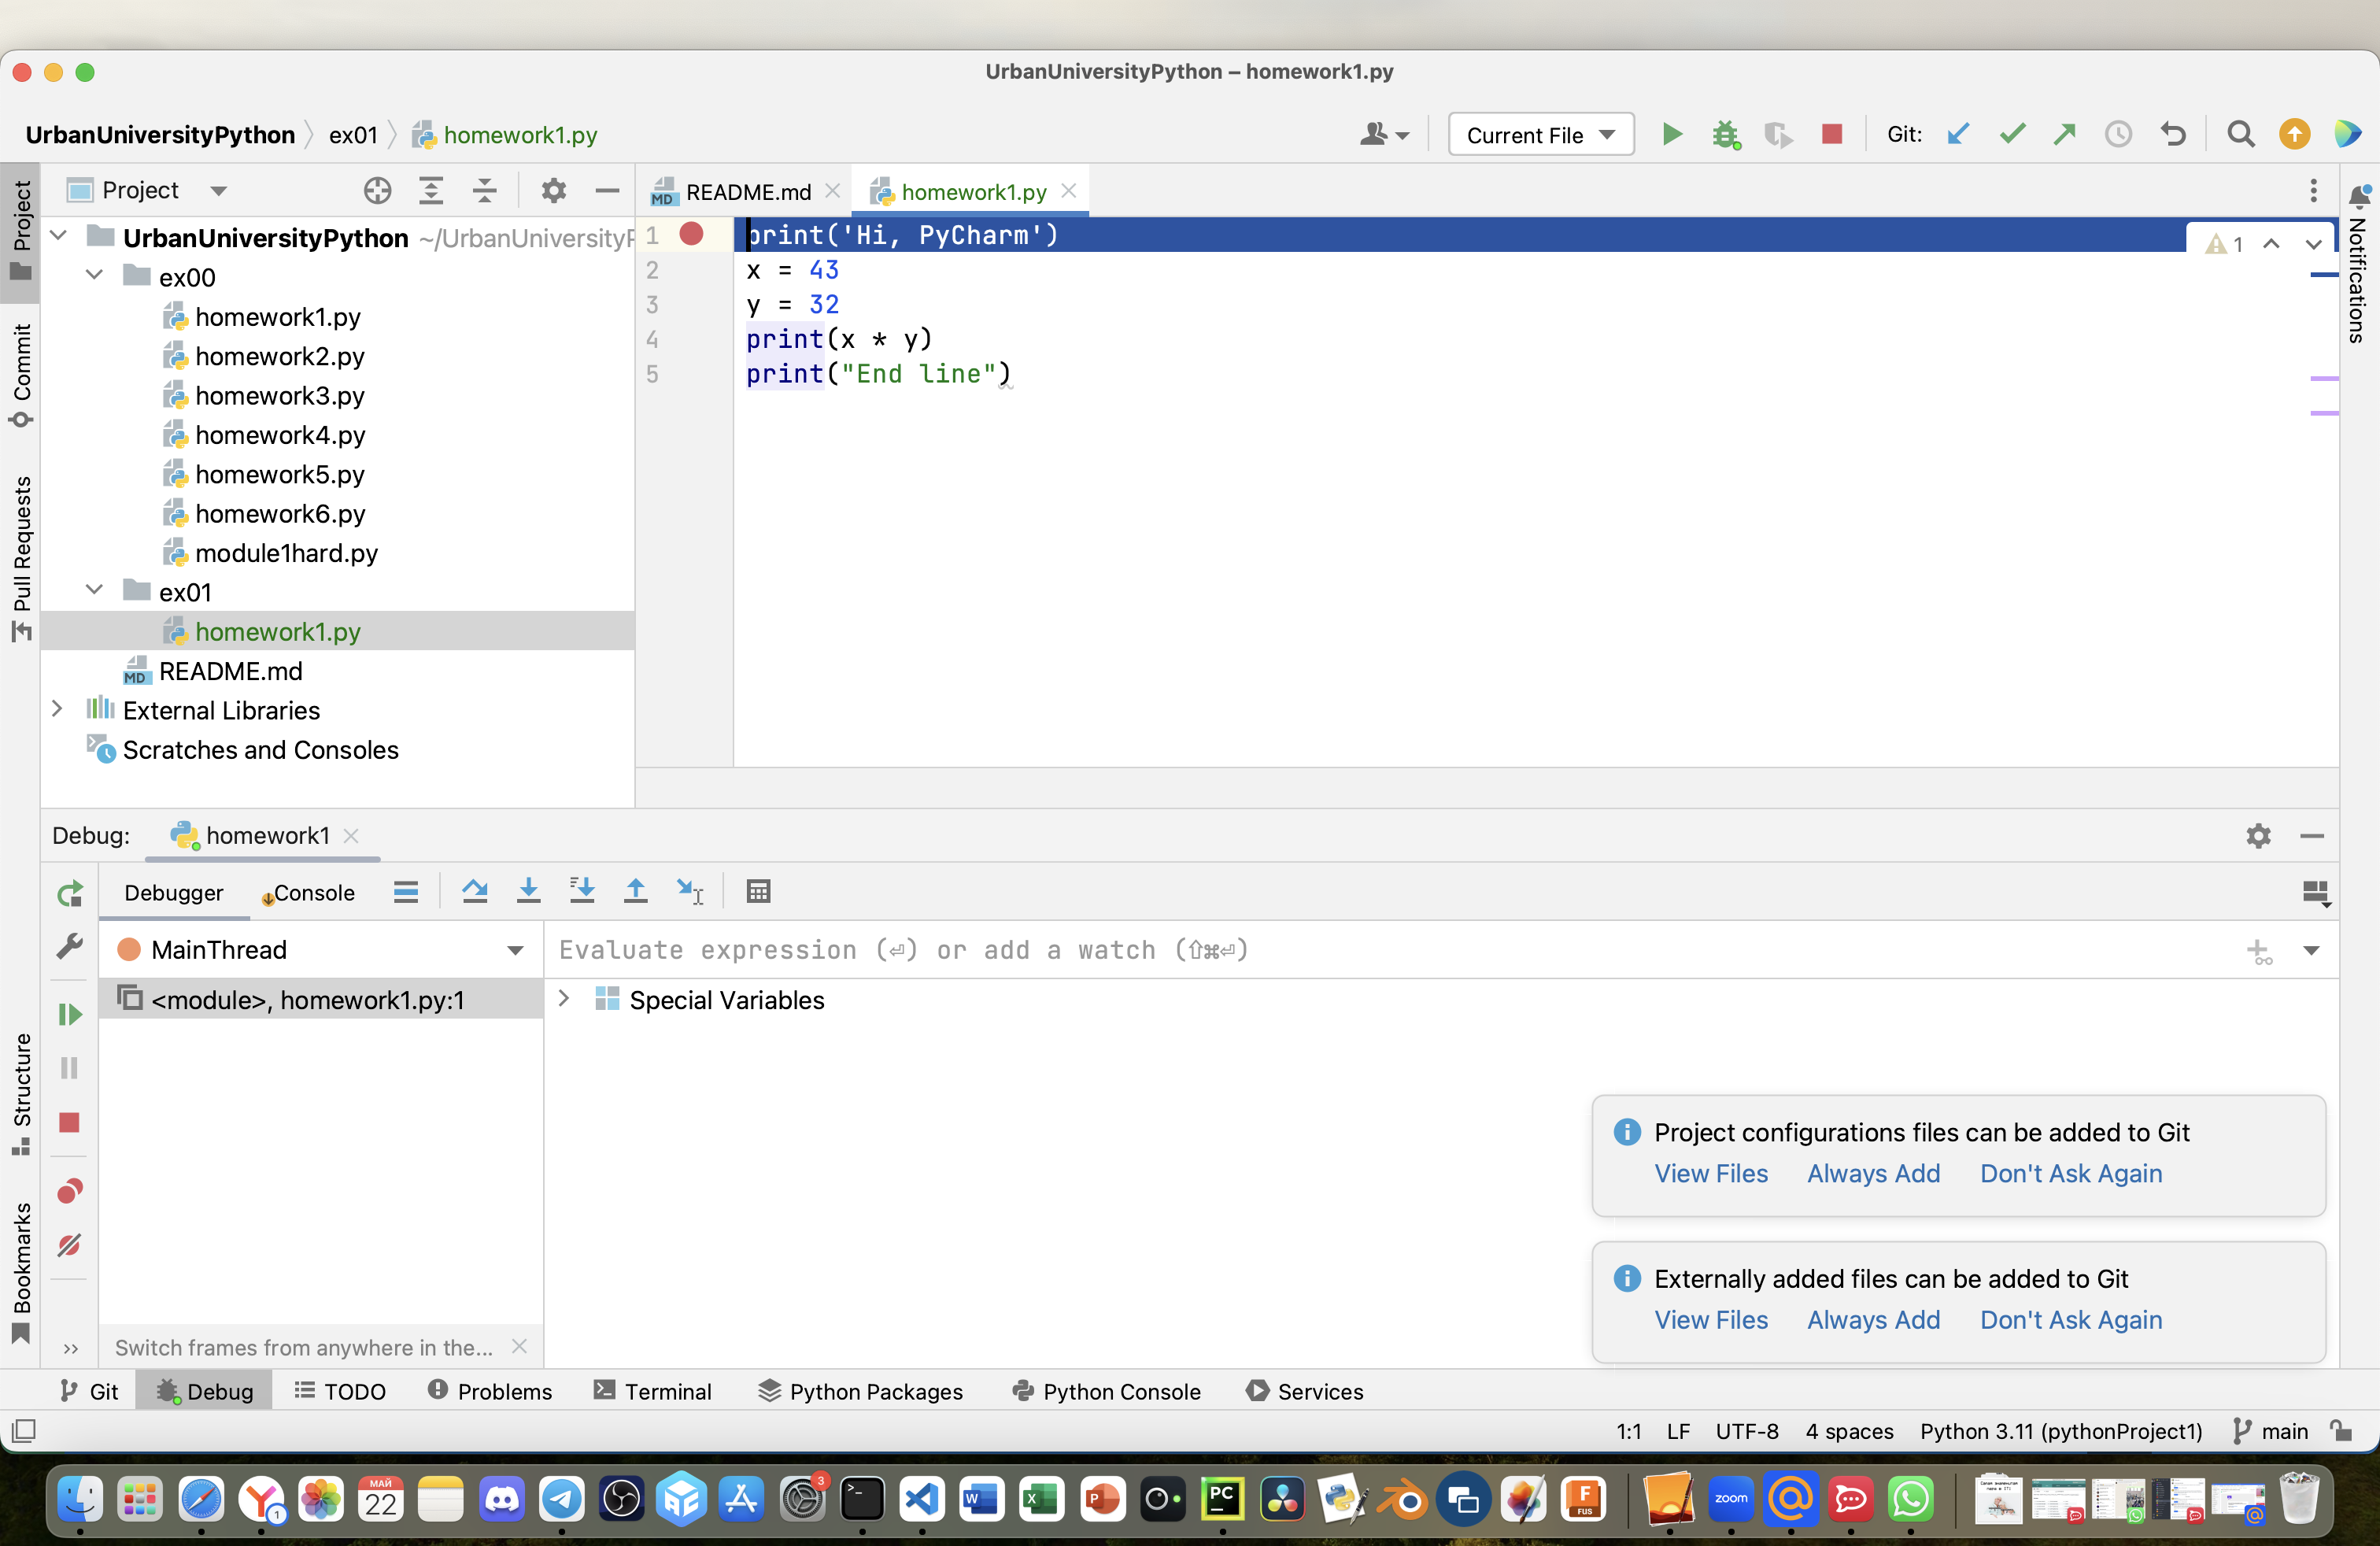 UrbanUniversityPython – homework1.py
UrbanUniversityPython ex01 homework1.py
Current File
Git:
Project
Commit
Pull Requests
Structure
Bookmarks
Notifications
Project
UrbanUniversityPython ~/UrbanUniversityP
ex00
homework1.py
homework2.py
homework3.py
homework4.py
homework5.py
homework6.py
module1hard.py
ex01
homework1.py
MD README.md
External Libraries
Scratches and Consoles
MD README.md homework1.py
1 print('Hi, PyCharm')
2 x = 43
3 y = 32
4 print(x * y)
5 print("End line")
1
Debug: homework1
Debugger Console
MainThread
Evaluate expression (⏎) or add a watch (⇧⌘⏎)
<module>, homework1.py:1
Special Variables
Switch frames from anywhere in the...
Project configurations files can be added to Git
View Files Always Add Don't Ask Again
Externally added files can be added to Git
View Files Always Add Don't Ask Again
Git Debug TODO Problems Terminal Python Packages Python Console Services
1:1 LF UTF-8 4 spaces Python 3.11 (pythonProject1) main
1
МАЙ
22
3
W
X
P
PC
F
FUS
zoom